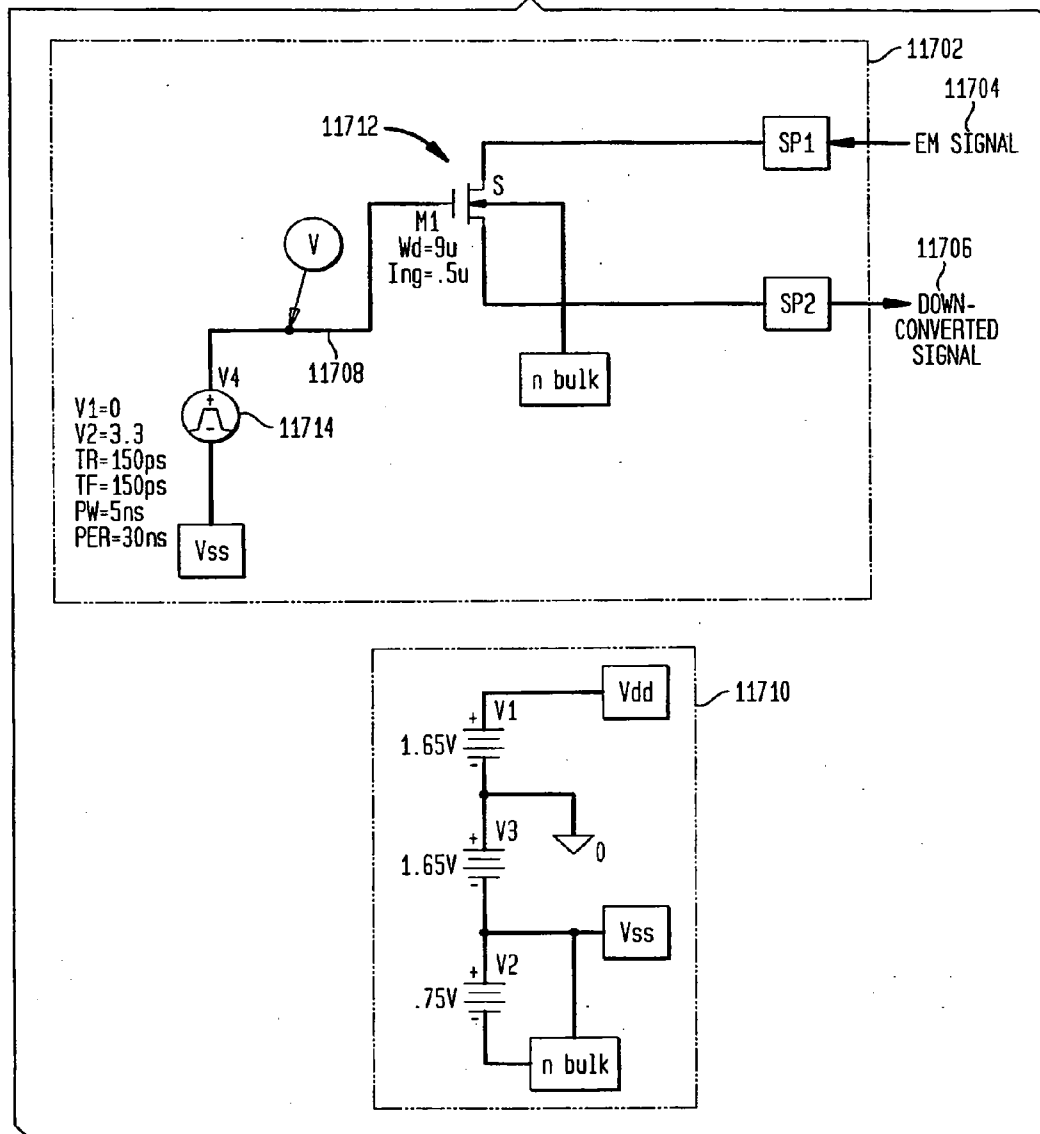 11702
11704
SP1
EM SIGNAL
11712
S
M1
Wd=9u
Ing=.5u
V
11706
SP2
DOWN-
CONVERTED
SIGNAL
11708
n bulk
V4
+
-
11714
V1=0
V2=3.3
TR=150ps
TF=150ps
PW=5ns
PER=30ns
Vss
Vdd
11710
+
V1
1.65V
-
+
V3
0
1.65V
-
Vss
+
V2
.75V
-
n bulk